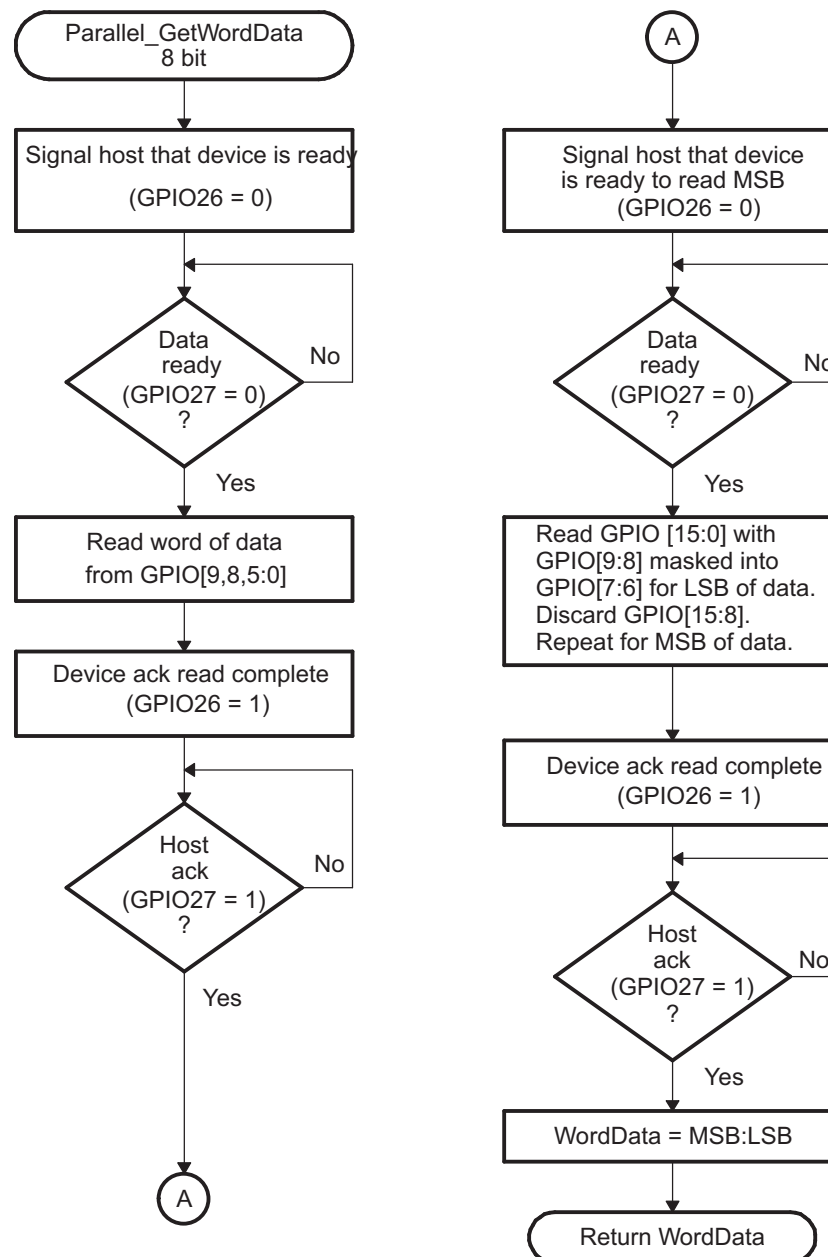 Parallel_GetWordData
8 bit
Signal host that device is ready
(GPIO26 = 0)
Data
ready
(GPIO27 = 0)
?
No
Yes
Read word of data
from GPIO[9,8,5:0]
Device ack read complete
(GPIO26 = 1)
Host
ack
(GPIO27 = 1)
?
No
Yes
A
A
Signal host that device
is ready to read MSB
(GPIO26 = 0)
Data
ready
(GPIO27 = 0)
?
No
Yes
Read GPIO [15:0] with
GPIO[9:8] masked into
GPIO[7:6] for LSB of data.
Discard GPIO[15:8].
Repeat for MSB of data.
Device ack read complete
(GPIO26 = 1)
Host
ack
(GPIO27 = 1)
?
No
Yes
WordData = MSB:LSB
Return WordData